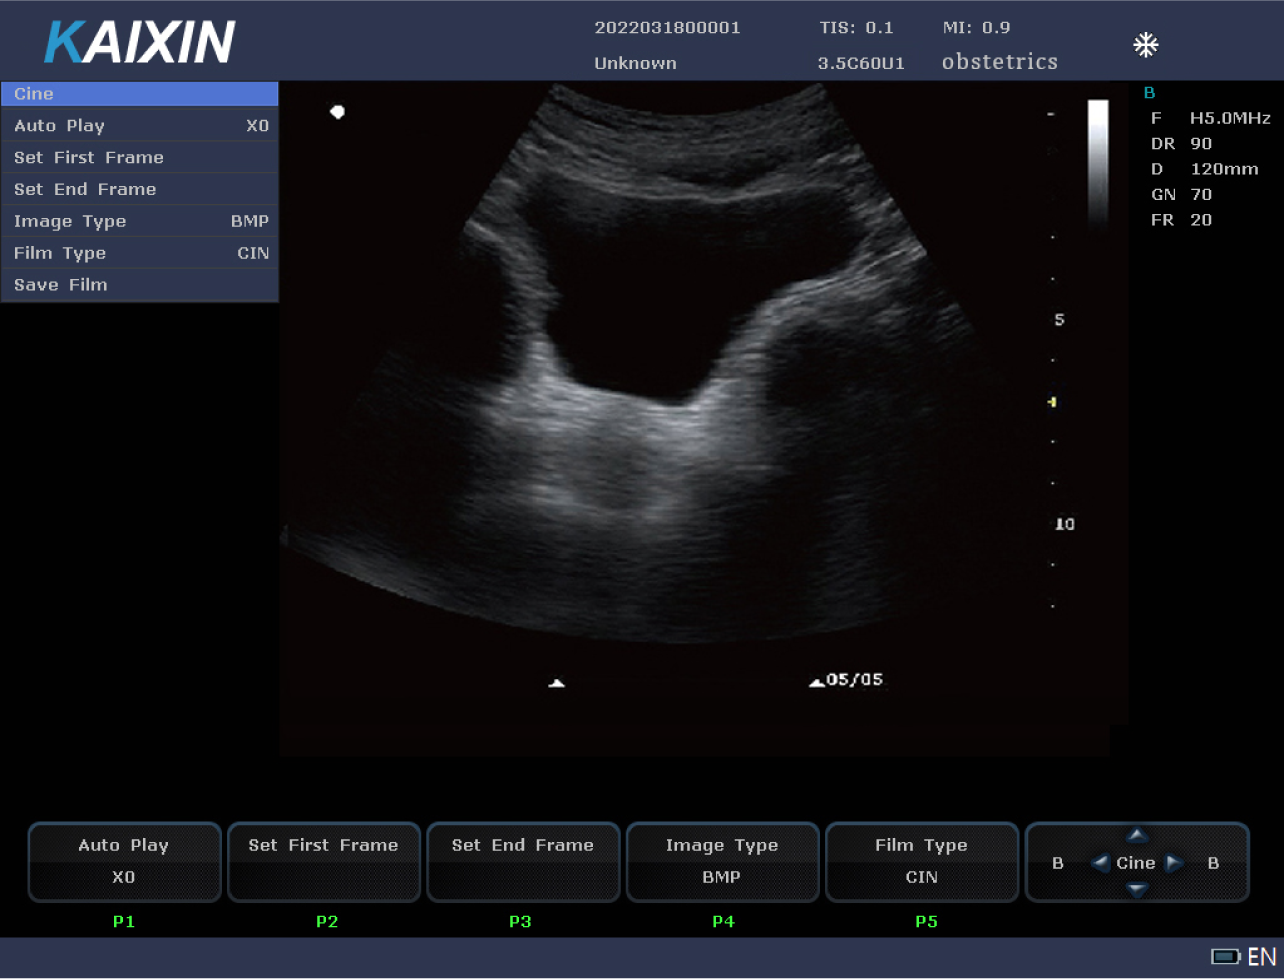 KAIXIN
2022031800001 TIS: 0.1 MI: 0.9
Unknown 3.5C60U1 obstetrics
Cine
Auto Play X0
Set First Frame
Set End Frame
Image Type BMP
Film Type CIN
Save Film
B
F H5.0MHz
DR 90
D 120mm
GN 70
FR 20
5
10
05/05
Auto Play
X0
Set First Frame
Set End Frame
Image Type
BMP
Film Type
CIN
B Cine B
P1 P2 P3 P4 P5
EN